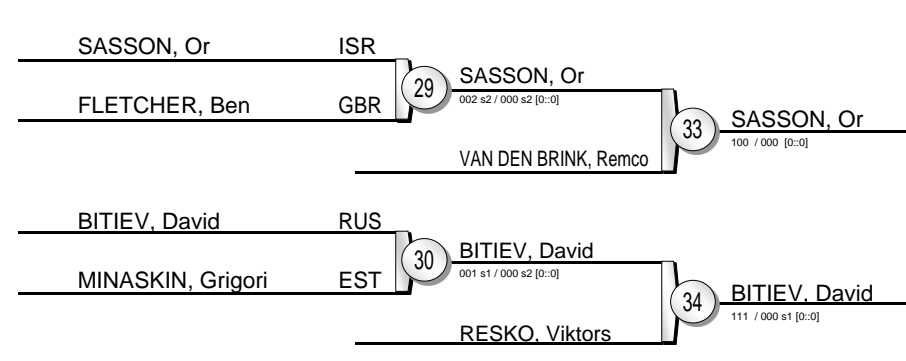 SASSON, Or ISR
FLETCHER, Ben GBR
29
SASSON, Or
002 s2 / 000 s2 [0::0]
VAN DEN BRINK, Remco
33
SASSON, Or
100 / 000 [0::0]
BITIEV, David RUS
MINASKIN, Grigori EST
30
BITIEV, David
001 s1 / 000 s2 [0::0]
RESKO, Viktors
34
BITIEV, David
111 / 000 s1 [0::0]